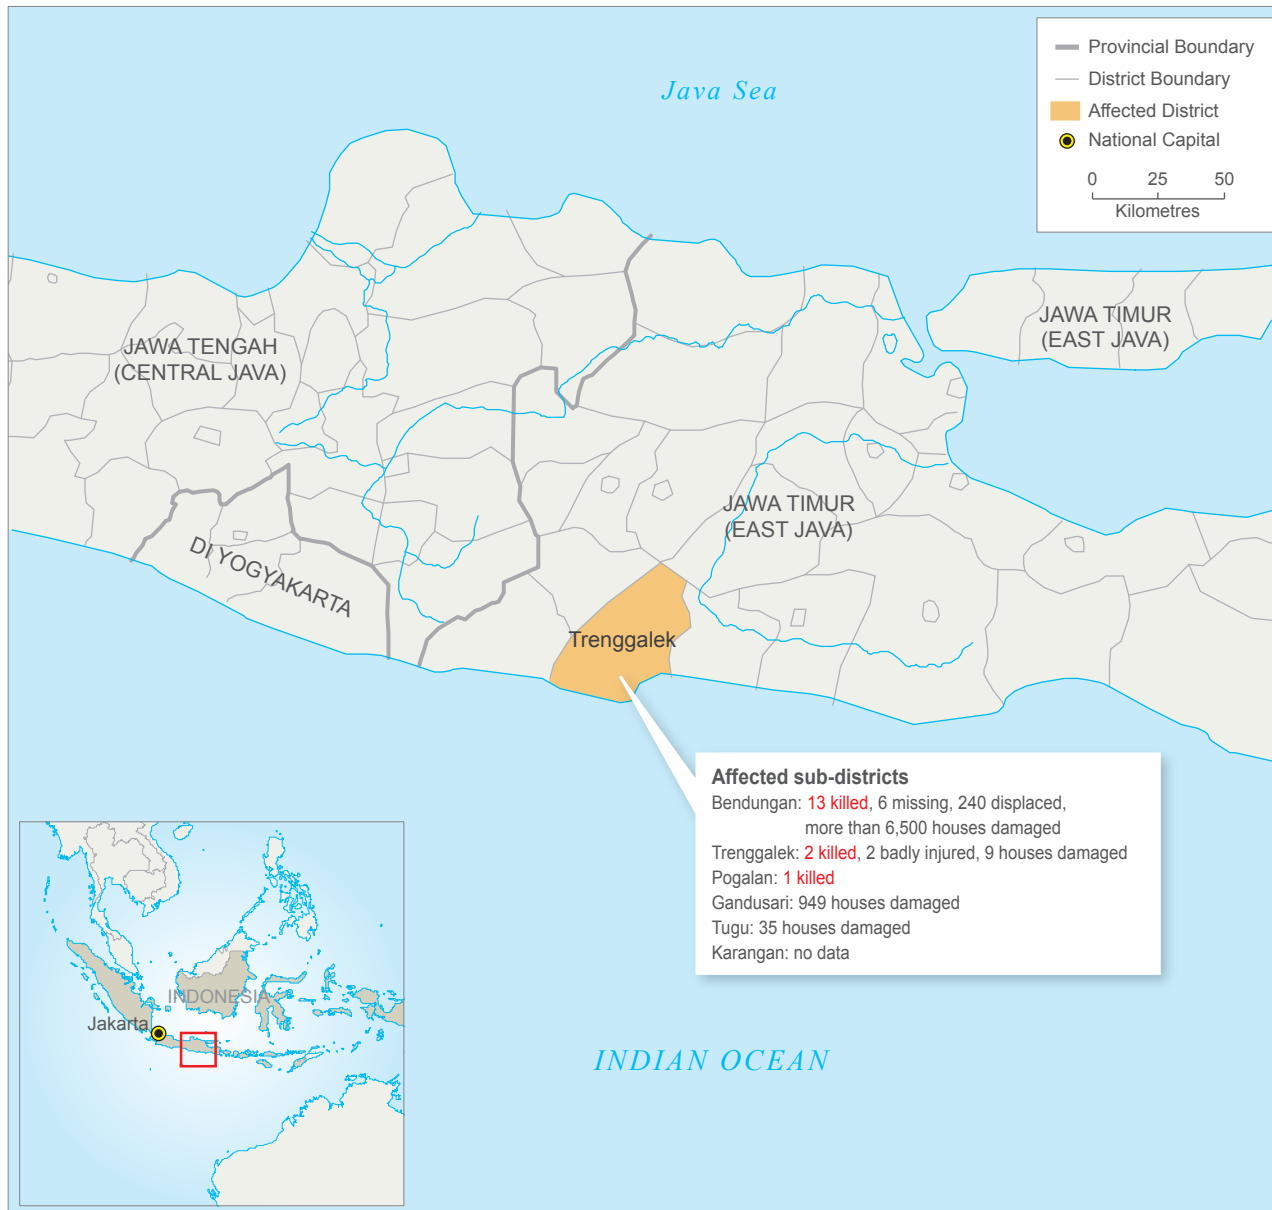 Provincial Boundary
District Boundary
Affected District
National Capital
0 25 50
Kilometres
Java Sea
JAWA TENGAH
(CENTRAL JAVA)
JAWA TIMUR
(EAST JAVA)
JAWA TIMUR
(EAST JAVA)
DI YOGYAKARTA
Trenggalek
Affected sub-districts
Bendungan: 13 killed, 6 missing, 240 displaced,
more than 6,500 houses damaged
Trenggalek: 2 killed, 2 badly injured, 9 houses damaged
Pogalan: 1 killed
Gandusari: 949 houses damaged
Tugu: 35 houses damaged
Karangan: no data
INDONESIA
Jakarta
INDIAN OCEAN